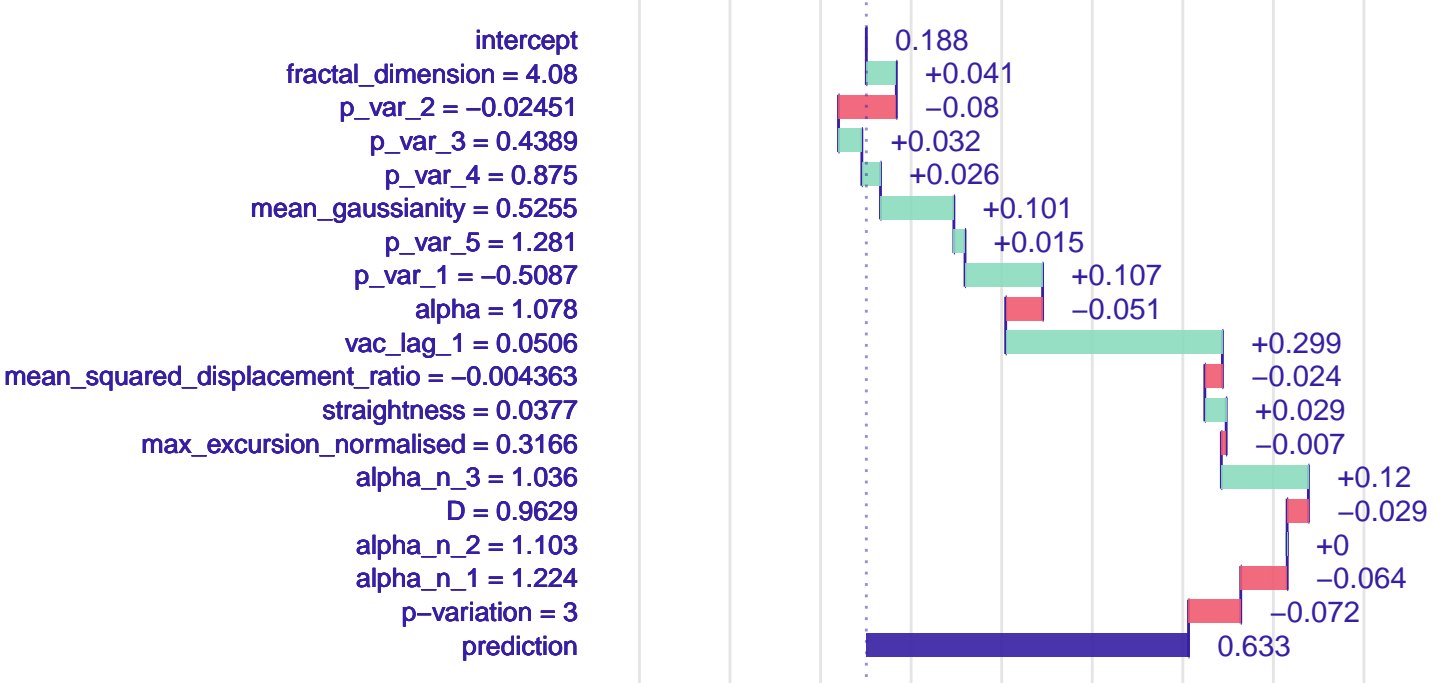 intercept 0.188
fractal_dimension = 4.08 +0.041
p_var_2 = −0.02451 −0.08
p_var_3 = 0.4389 +0.032
p_var_4 = 0.875 +0.026
mean_gaussianity = 0.5255 +0.101
p_var_5 = 1.281 +0.015
p_var_1 = −0.5087 +0.107
alpha = 1.078 −0.051
vac_lag_1 = 0.0506 +0.299
mean_squared_displacement_ratio = −0.004363 −0.024
straightness = 0.0377 +0.029
max_excursion_normalised = 0.3166 −0.007
alpha_n_3 = 1.036 +0.12
D = 0.9629 −0.029
alpha_n_2 = 1.103 +0
alpha_n_1 = 1.224 −0.064
p−variation = 3 −0.072
prediction 0.633